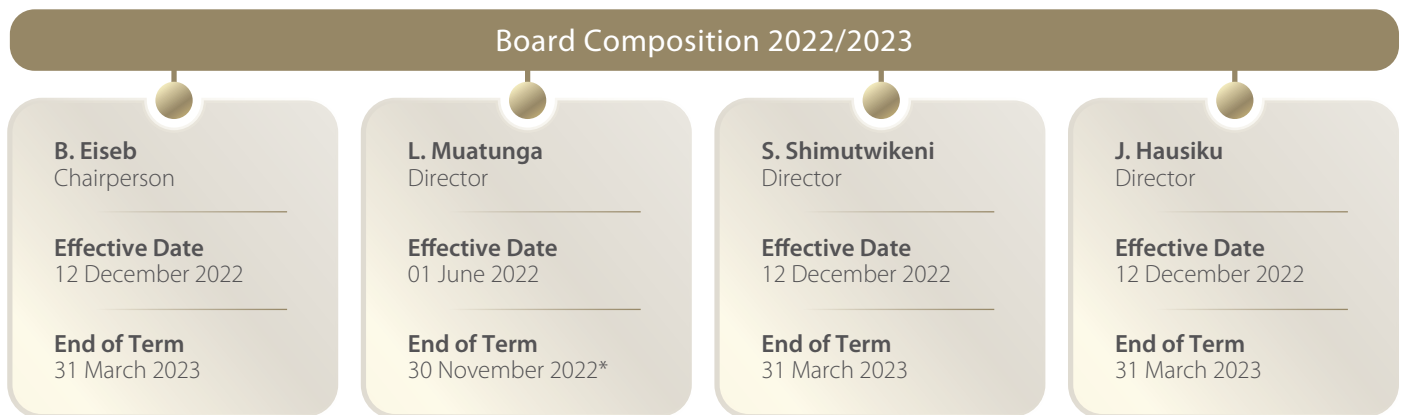 Board Composition 2022/2023
B. Eiseb
Chairperson
Effective Date
12 December 2022
End of Term
31 March 2023
L. Muatunga
Director
Effective Date
01 June 2022
End of Term
30 November 2022*
S. Shimutwikeni
Director
Effective Date
12 December 2022
End of Term
31 March 2023
J. Hausiku
Director
Effective Date
12 December 2022
End of Term
31 March 2023